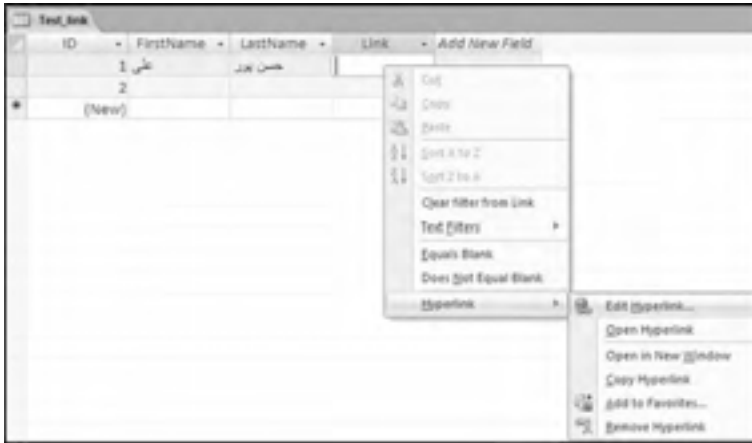 Test_link
ID FirstName LastName Link Add New Field
1 علی حسن پور
2
(New)
Cut
Copy
Paste
Sort A to Z
Sort Z to A
Clear filter from Link
Text Filters
Equals Blank
Does Not Equal Blank
Hyperlink
Edit Hyperlink...
Open Hyperlink
Open in New Window
Copy Hyperlink
Add to Favorites...
Remove Hyperlink